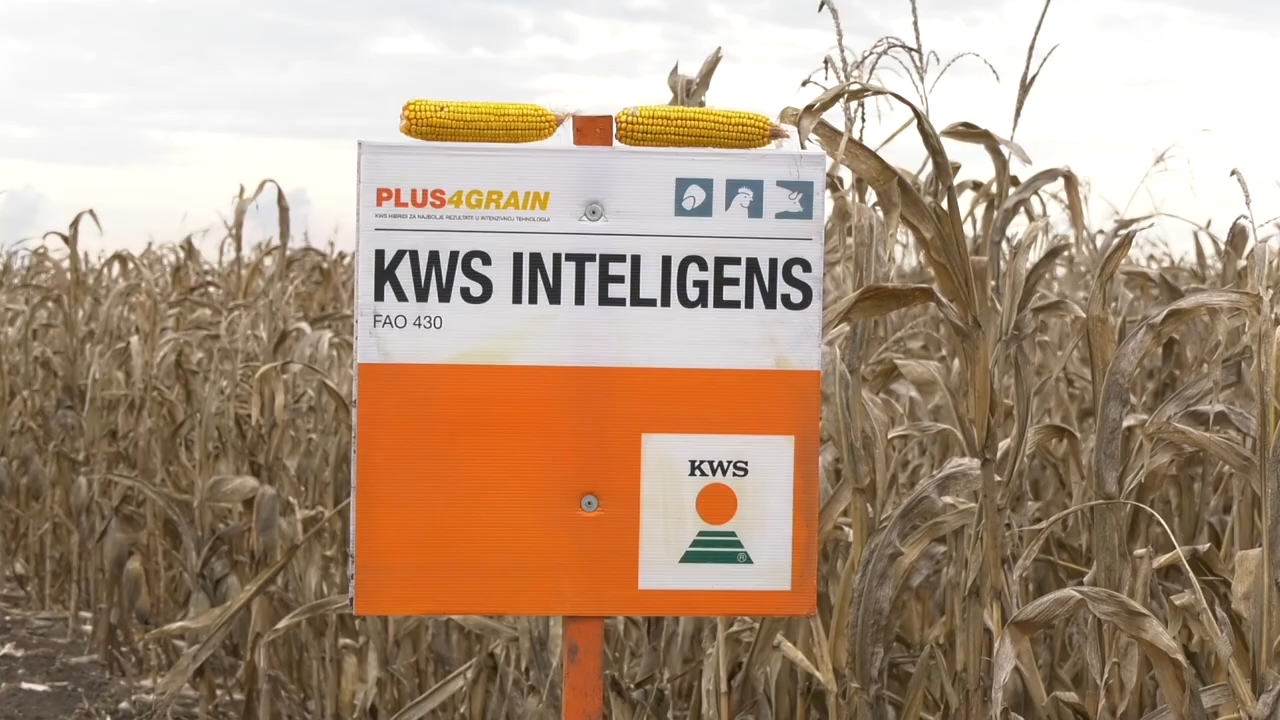 PLUS4GRAIN
KWS HIBRIDI ZA NAJBOLJE REZULTATE U INTENZIVNOJ TEHNOLOGIJI
KWS INTELIGENS
FAO 430
KWS
®